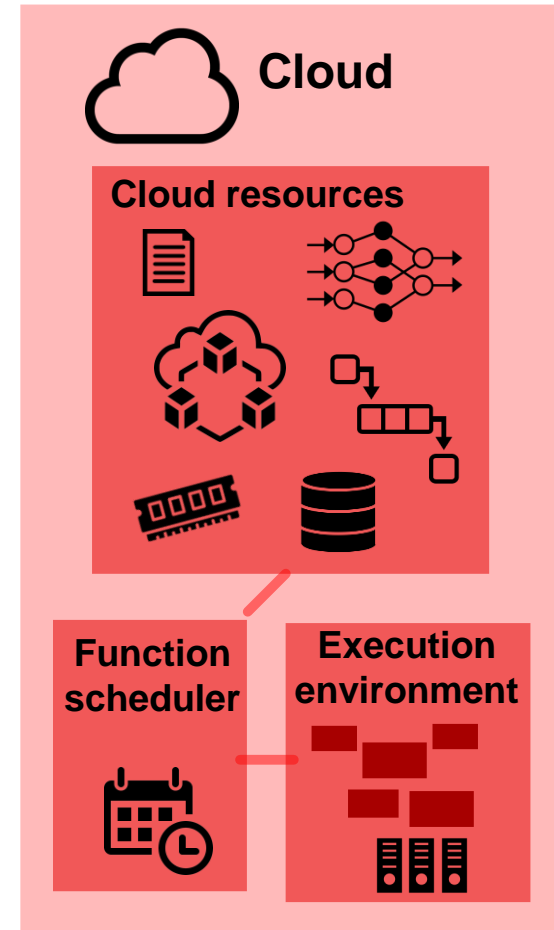 Cloud
Cloud resources
Function
scheduler
Execution
environment